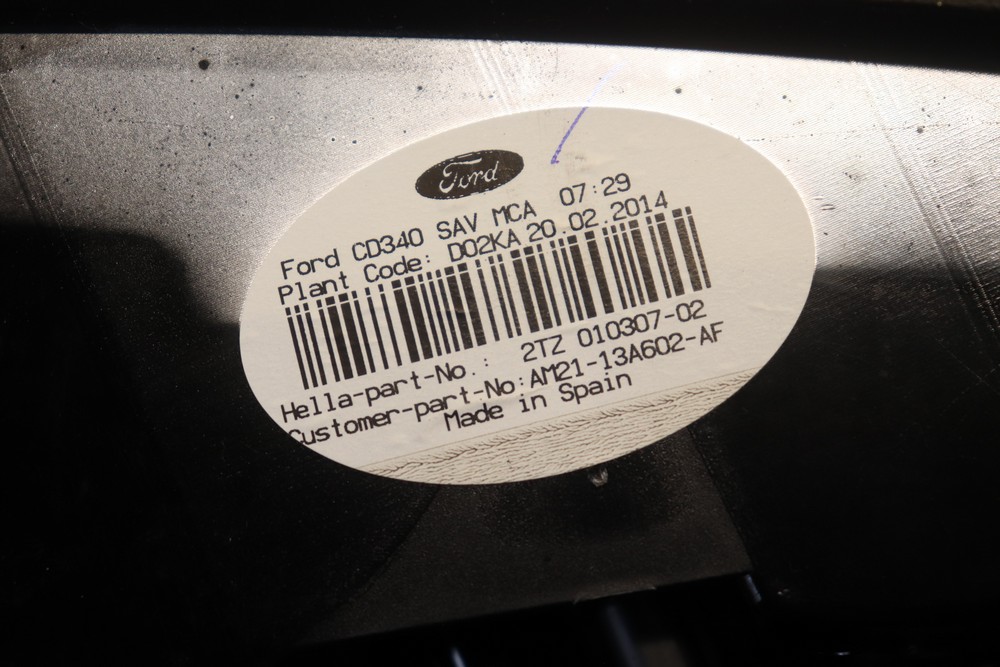 Ford
Ford CD340 SAV MCA 07:29
Plant Code: D02KA 20.02.2014
Hella-part-No.: 2TZ 010307-02
Customer-part-No:AM21-13A602-AF
Made in Spain